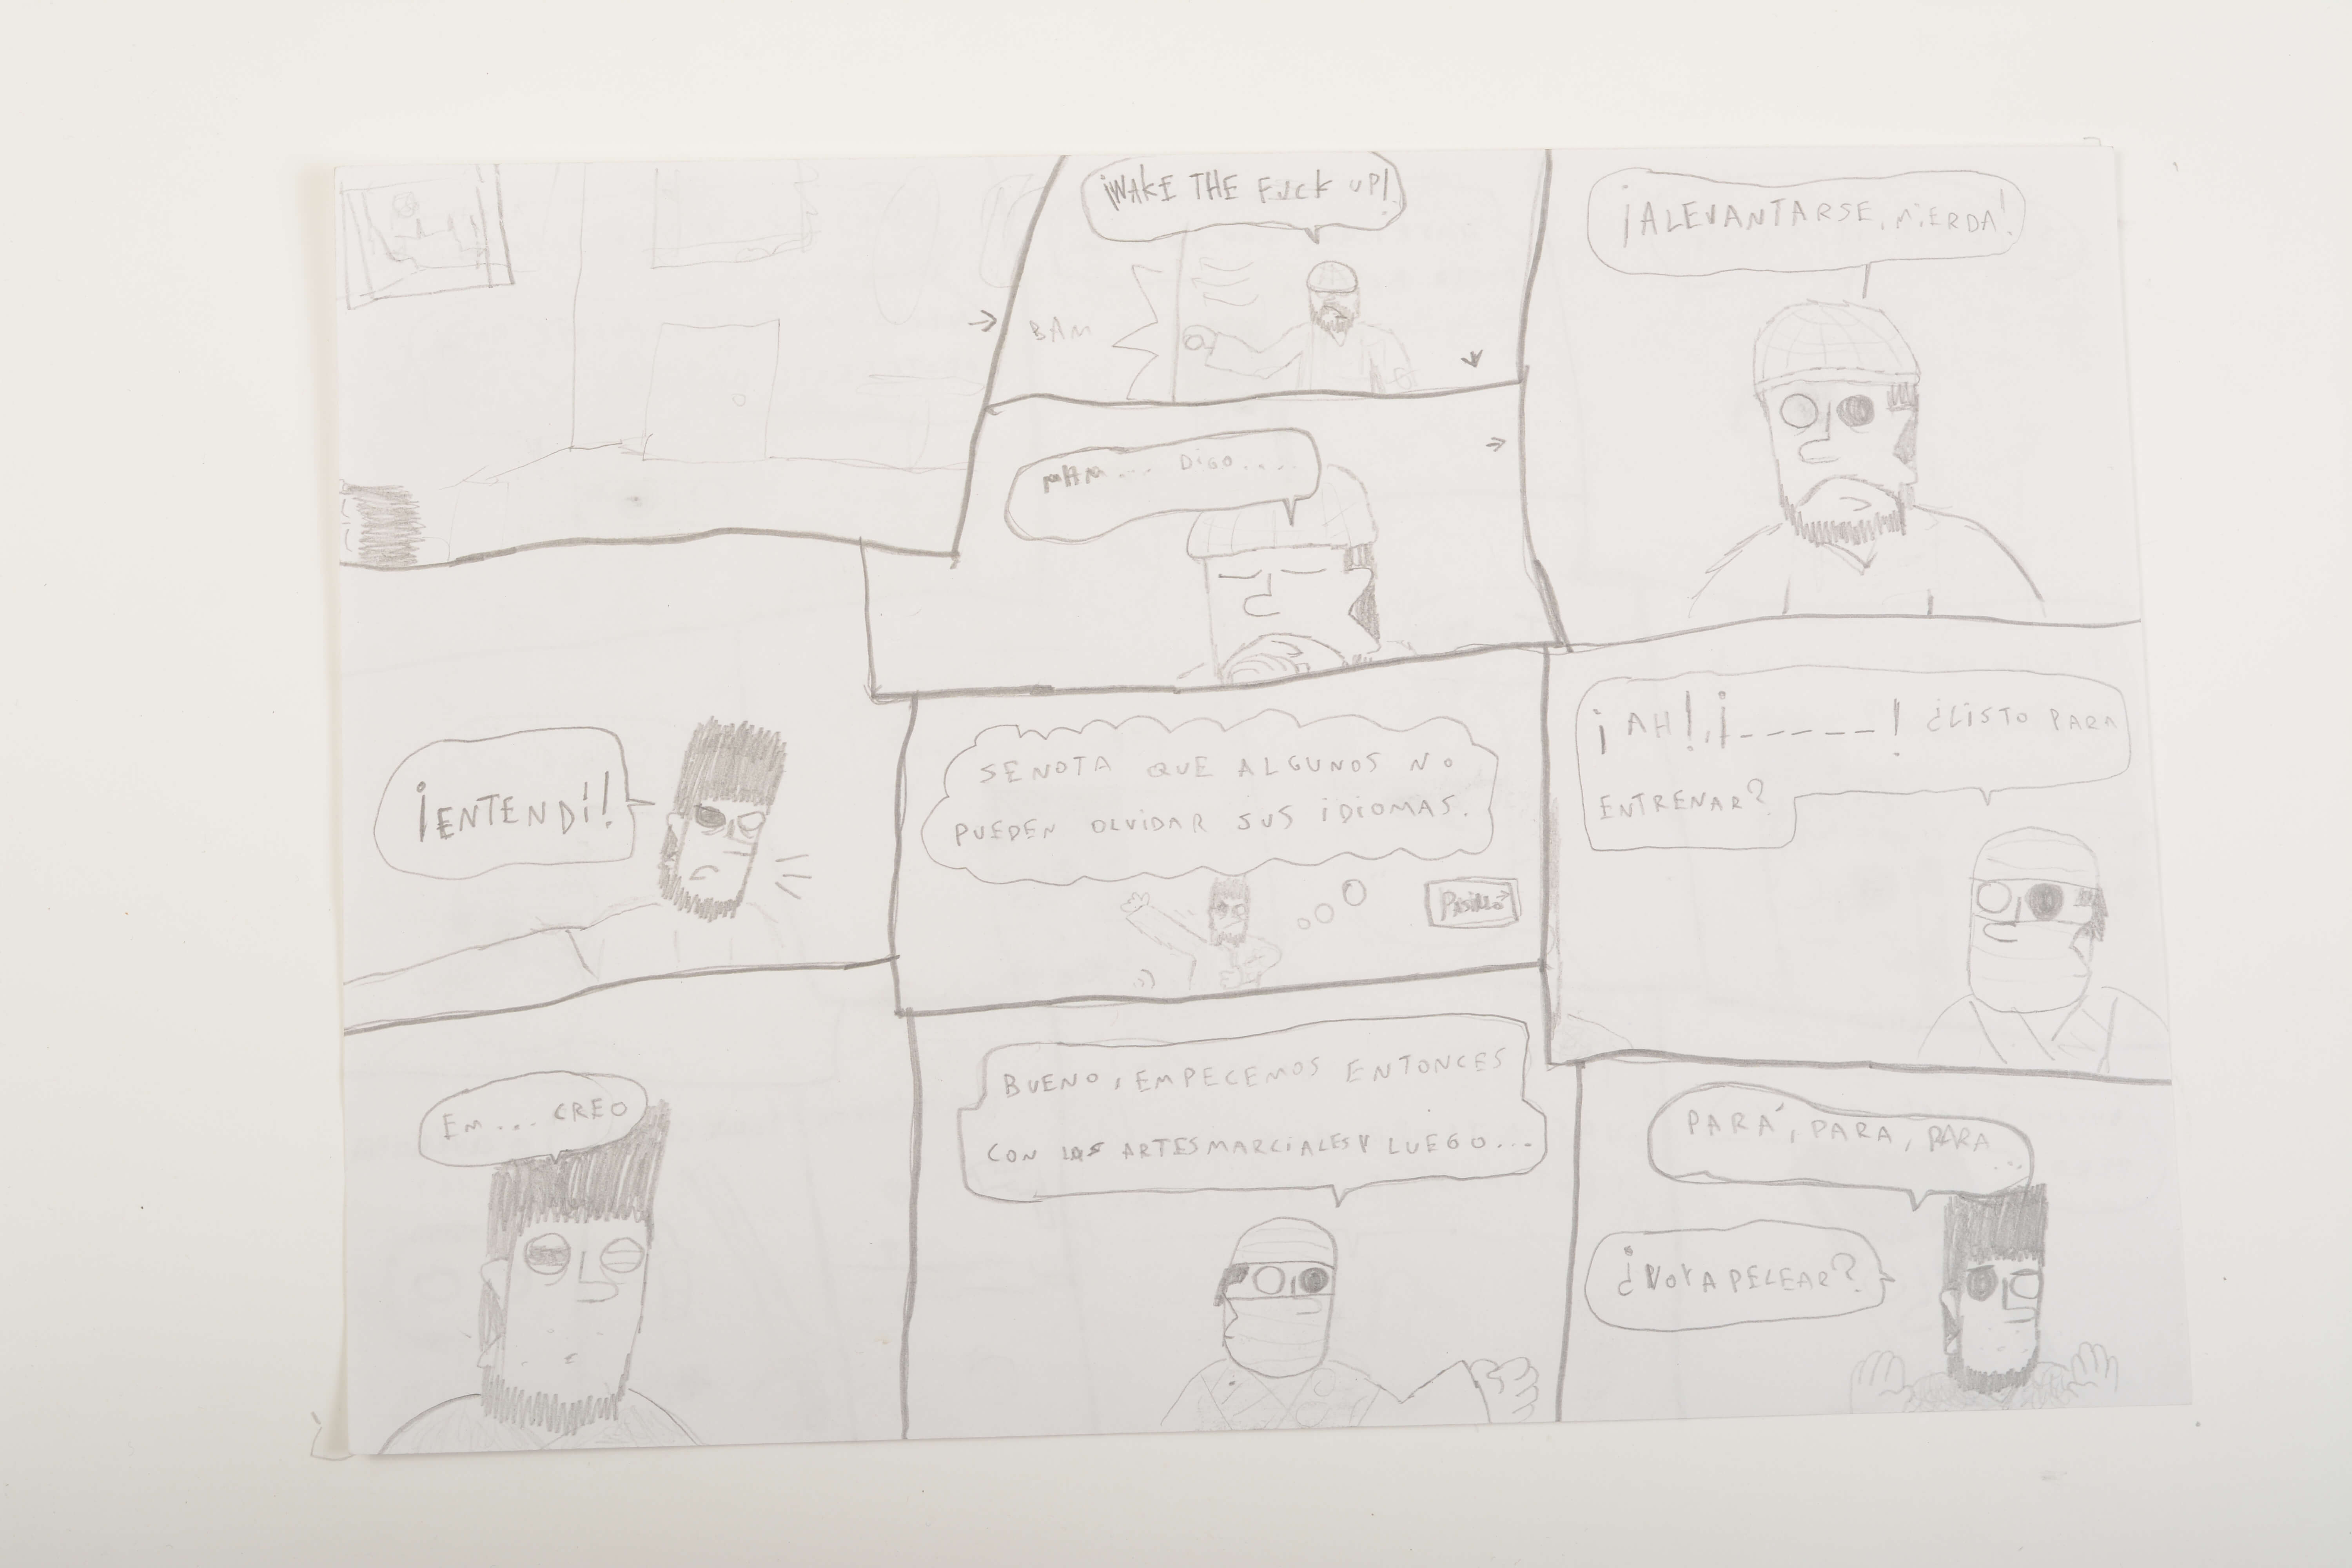 ¡WAKE THE FUCK UP!
BAM
MHM... DIGO....
¡ALEVANTARSE, MIERDA!
¡ENTENDÍ!
SE NOTA QUE ALGUNOS NO
PUEDEN OLVIDAR SUS IDIOMAS.
PASILLO
¡AH!, ¡------! ¿LISTO PARA
ENTRENAR?
EM... CREO
BUENO, EMPECEMOS ENTONCES
CON LAS ARTES MARCIALES Y LUEGO...
PARÁ, PARA, PARA
...
¿VOY A PELEAR?